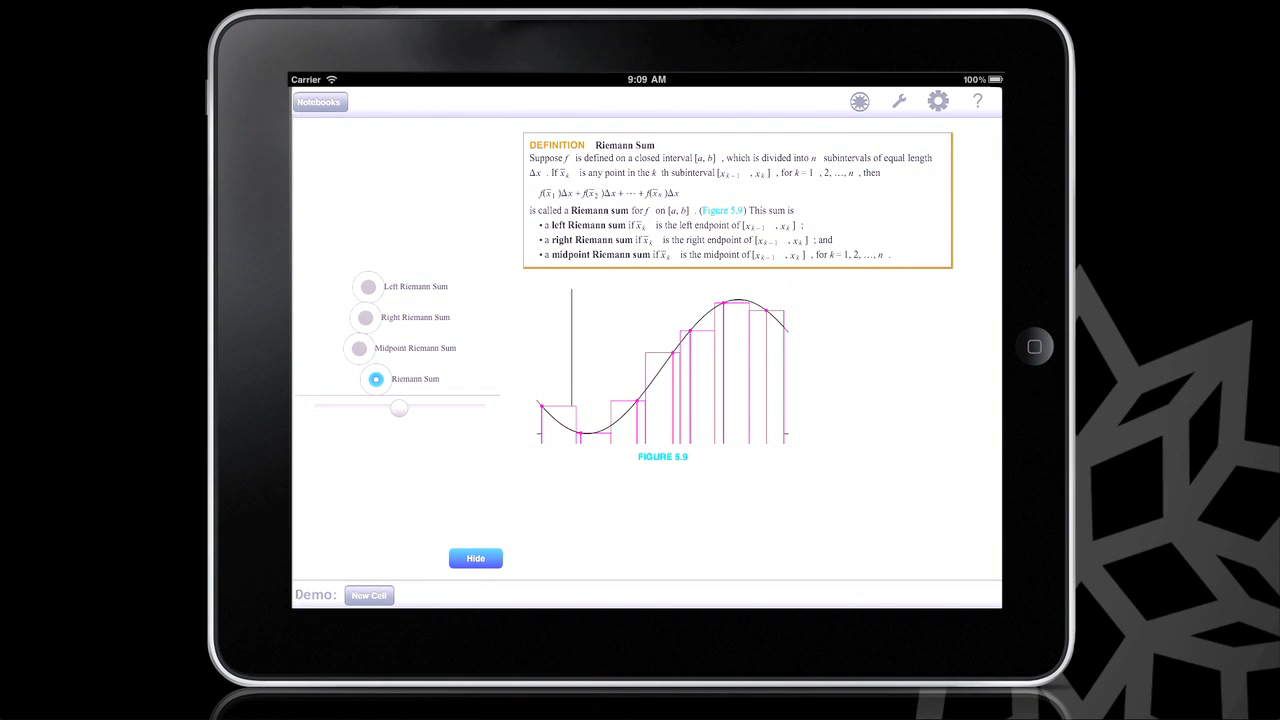 Carrier 9:09 AM 100%
Notebooks ?
DEFINITION Riemann Sum
Suppose f is defined on a closed interval [a, b] , which is divided into n subintervals of equal length
Δx . If x̅ₖ is any point in the k th subinterval [xₖ₋₁ , xₖ ] , for k = 1 , 2, …, n , then
f(x̅₁ )Δx + f(x̅₂ )Δx + ⋯ + f(x̅ₙ )Δx
is called a Riemann sum for f on [a, b] . (Figure 5.9) This sum is
• a left Riemann sum if x̅ₖ is the left endpoint of [xₖ₋₁ , xₖ ] ;
• a right Riemann sum if x̅ₖ is the right endpoint of [xₖ₋₁ , xₖ ] ; and
• a midpoint Riemann sum if x̅ₖ is the midpoint of [xₖ₋₁ , xₖ ] , for k = 1, 2, …, n .
Left Riemann Sum
Right Riemann Sum
Midpoint Riemann Sum
Riemann Sum
FIGURE 5.9
Hide
Demo: New Cell